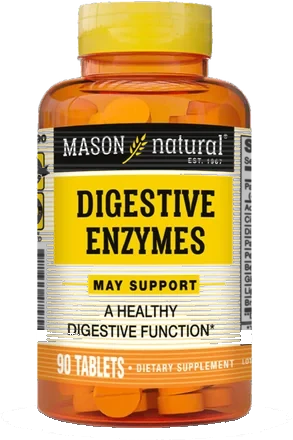 MASON natural®
EST. 1967
DIGESTIVE
ENZYMES
MAY SUPPORT
A HEALTHY
DIGESTIVE FUNCTION*
90 TABLETS • DIETARY SUPPLEMENT